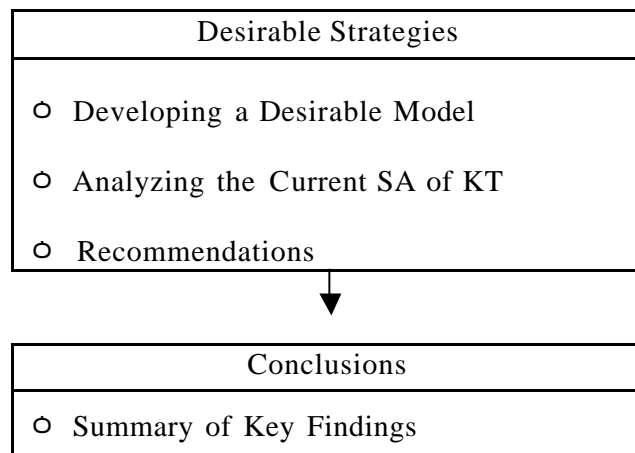 Desirable Strategies
ㅇ Developing a Desirable Model
ㅇ Analyzing the Current SA of KT
ㅇ Recommendations
Conclusions
ㅇ Summary of Key Findings